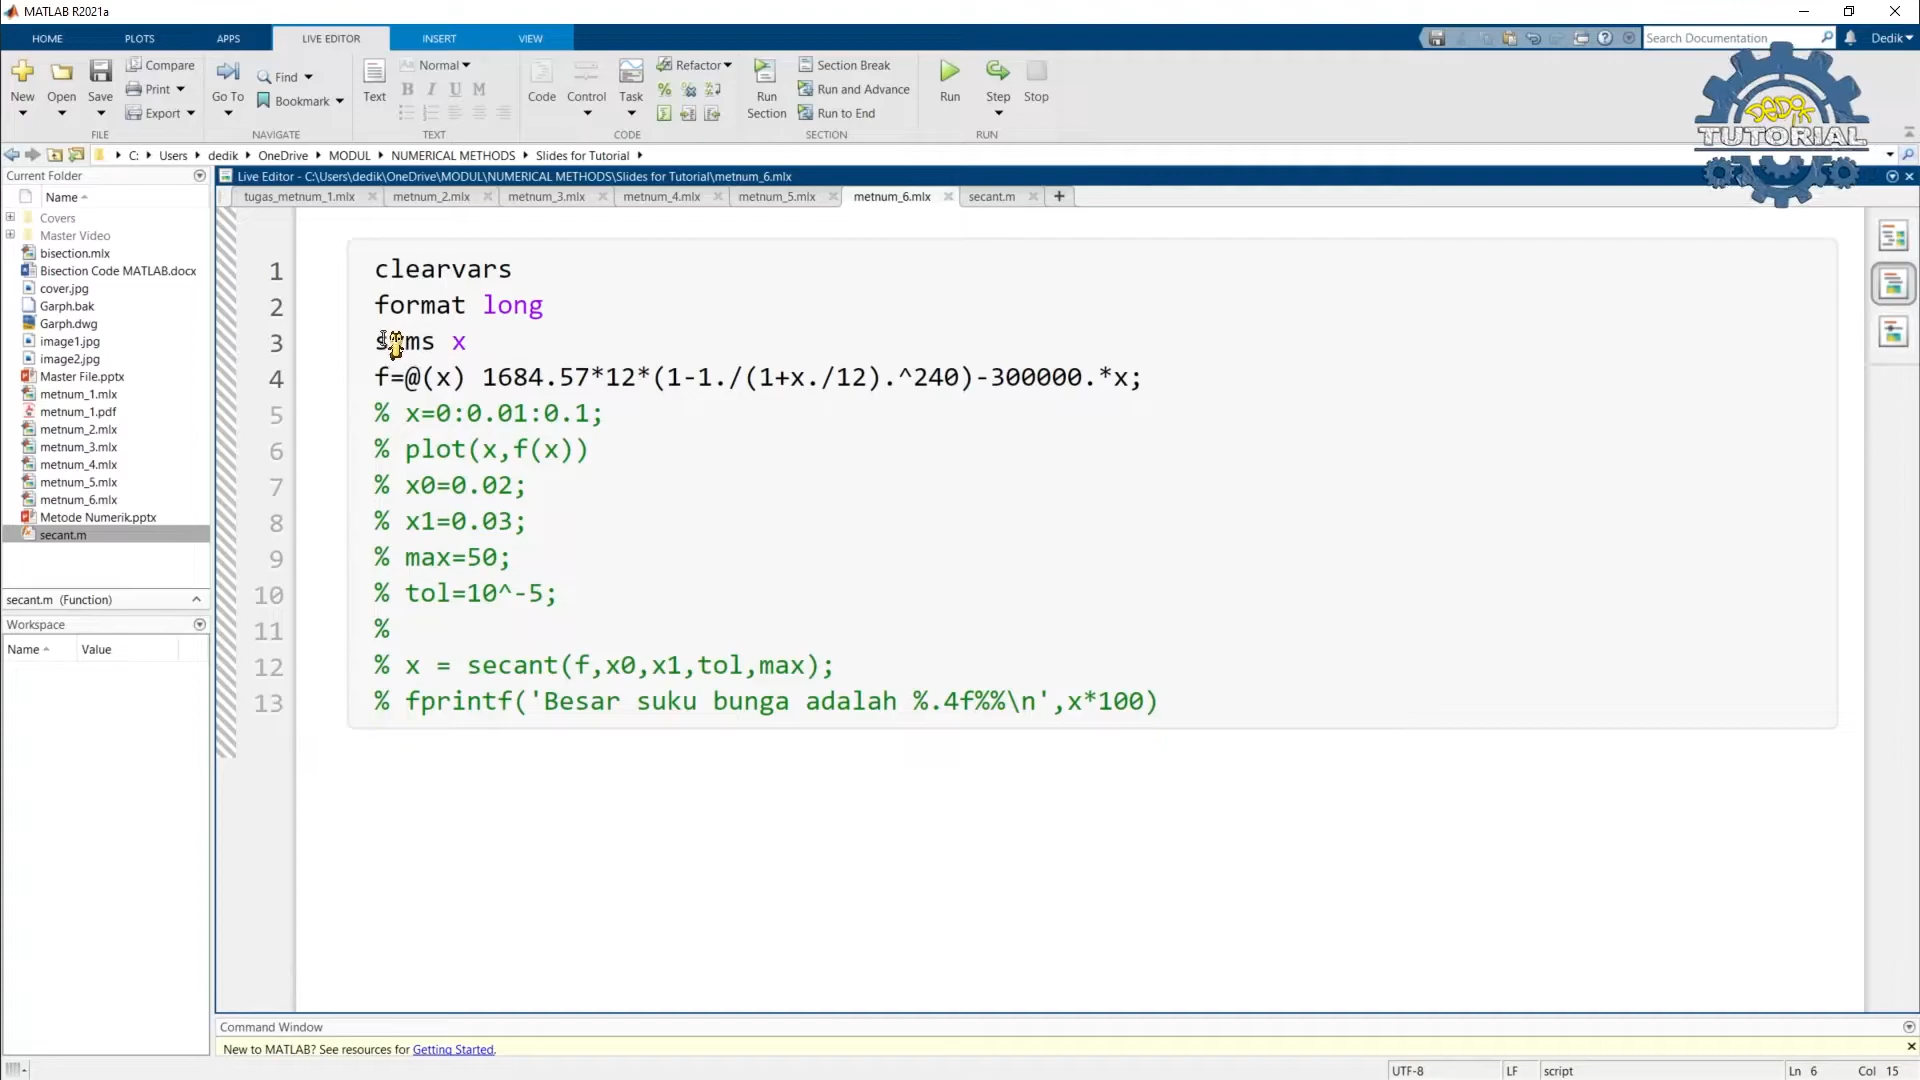 MATLAB R2021a
HOME PLOTS APPS LIVE EDITOR INSERT VIEW
Search Documentation
Dedik
New Open Save
Compare
Print
Export
FILE
Go To
Find
Bookmark
NAVIGATE
Text
Normal
B I U M
TEXT
Code Control Task
Refactor
CODE
Run Section
Section Break
Run and Advance
Run to End
SECTION
Run Step Stop
RUN
DEDIK
TUTORIAL
C: Users dedik OneDrive MODUL NUMERICAL METHODS Slides for Tutorial
Current Folder
Name
Covers
Master Video
bisection.mlx
Bisection Code MATLAB.docx
cover.jpg
Garph.bak
Garph.dwg
image1.jpg
image2.jpg
Master File.pptx
metnum_1.mlx
metnum_1.pdf
metnum_2.mlx
metnum_3.mlx
metnum_4.mlx
metnum_5.mlx
metnum_6.mlx
Metode Numerik.pptx
secant.m
secant.m (Function)
Workspace
Name Value
Live Editor - C:\Users\dedik\OneDrive\MODUL\NUMERICAL METHODS\Slides for Tutorial\metnum_6.mlx
tugas_metnum_1.mlx metnum_2.mlx metnum_3.mlx metnum_4.mlx metnum_5.mlx metnum_6.mlx secant.m
1 clearvars
2 format long
3 syms x
4 f=@(x) 1684.57*12*(1-1./(1+x./12).^240)-300000.*x;
5 % x=0:0.01:0.1;
6 % plot(x,f(x))
7 % x0=0.02;
8 % x1=0.03;
9 % max=50;
10 % tol=10^-5;
11 %
12 % x = secant(f,x0,x1,tol,max);
13 % fprintf('Besar suku bunga adalah %.4f%%\n',x*100)
Command Window
New to MATLAB? See resources for Getting Started.
UTF-8 LF script Ln 6 Col 15